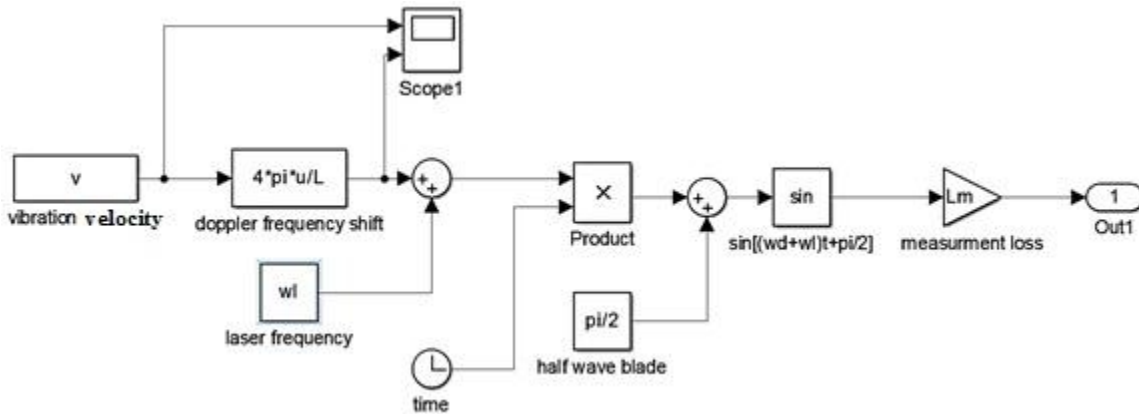 Scope1
v
vibration velocity
4*pi*u/L
doppler frequency shift
+
+
wl
laser frequency
time
×
Product
+
+
pi/2
half wave blade
sin
sin[(wd+wl)t+pi/2]
Lm
measurment loss
1
Out1